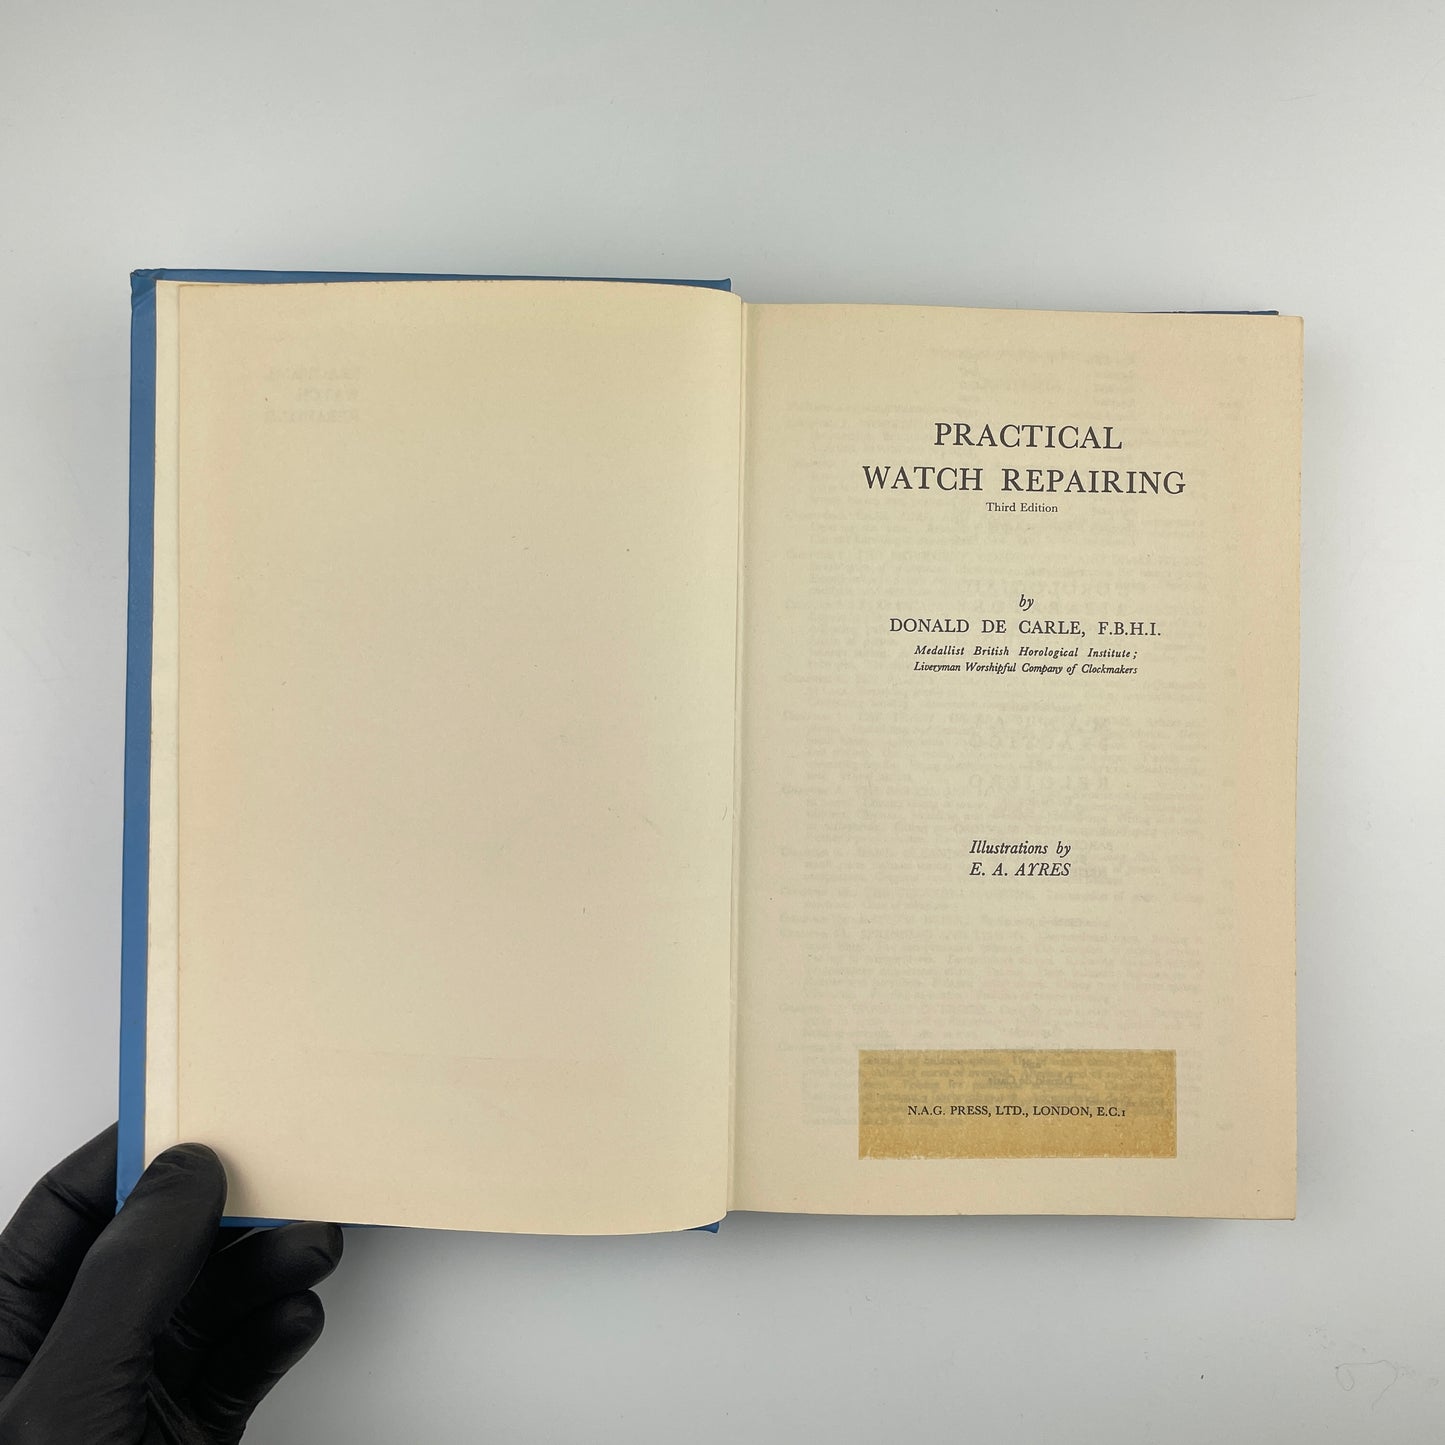 PRACTICAL
WATCH REPAIRING
Third Edition
by
DONALD DE CARLE, F.B.H.I.
Medallist British Horological Institute;
Liveryman Worshipful Company of Clockmakers
Illustrations by
E. A. AYRES
N.A.G. PRESS, LTD., LONDON, E.C.1